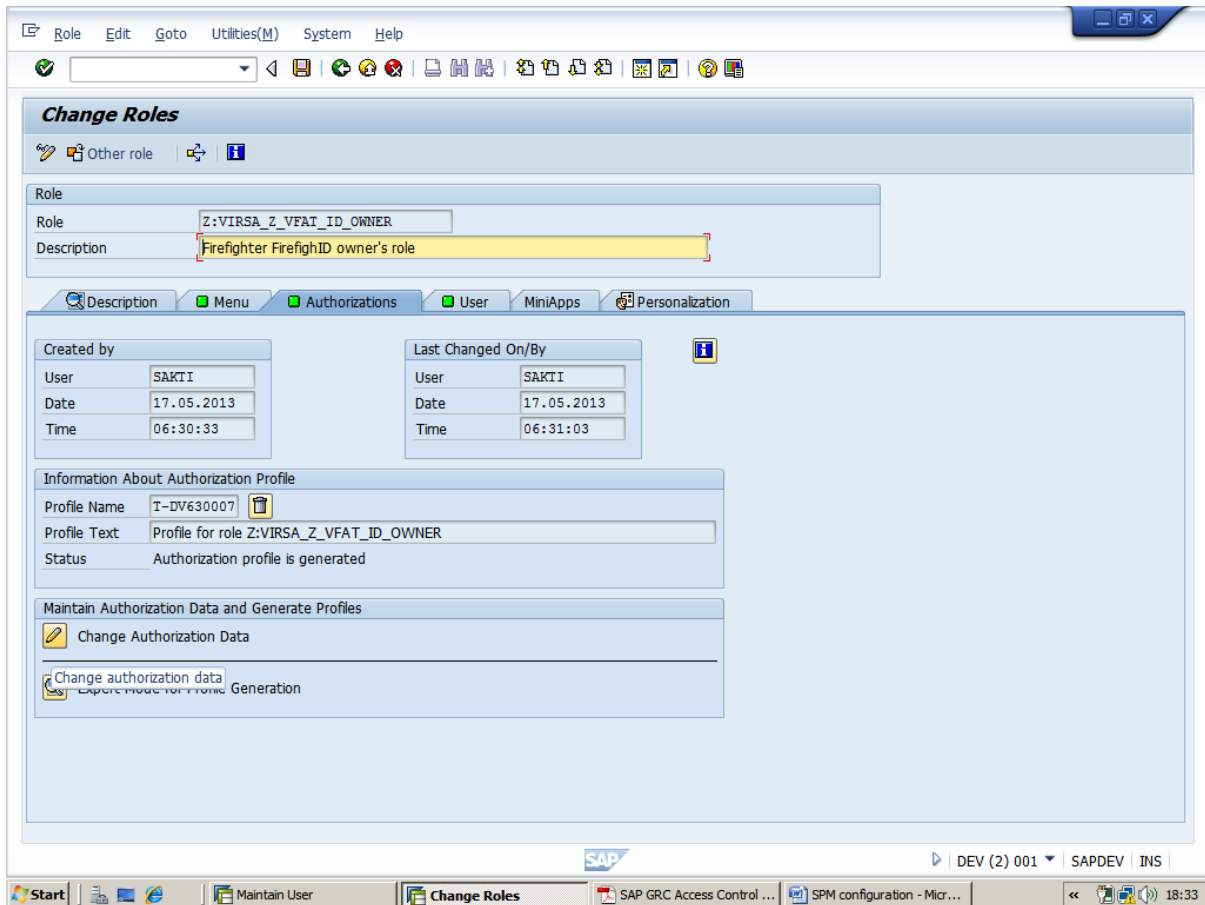 Role Edit Goto Utilities(M) System Help
Change Roles
Other role
Role
Role Z:VIRSA_Z_VFAT_ID_OWNER
Description Firefighter FirefighID owner's role
Description Menu Authorizations User MiniApps Personalization
Created by Last Changed On/By
User SAKTI User SAKTI
Date 17.05.2013 Date 17.05.2013
Time 06:30:33 Time 06:31:03
Information About Authorization Profile
Profile Name T-DV630007
Profile Text Profile for role Z:VIRSA_Z_VFAT_ID_OWNER
Status Authorization profile is generated
Maintain Authorization Data and Generate Profiles
Change Authorization Data
Change authorization data
Expert Mode for Profile Generation
SAP DEV (2) 001 SAPDEV INS
Start Maintain User Change Roles SAP GRC Access Control ... SPM configuration - Micr... « 18:33